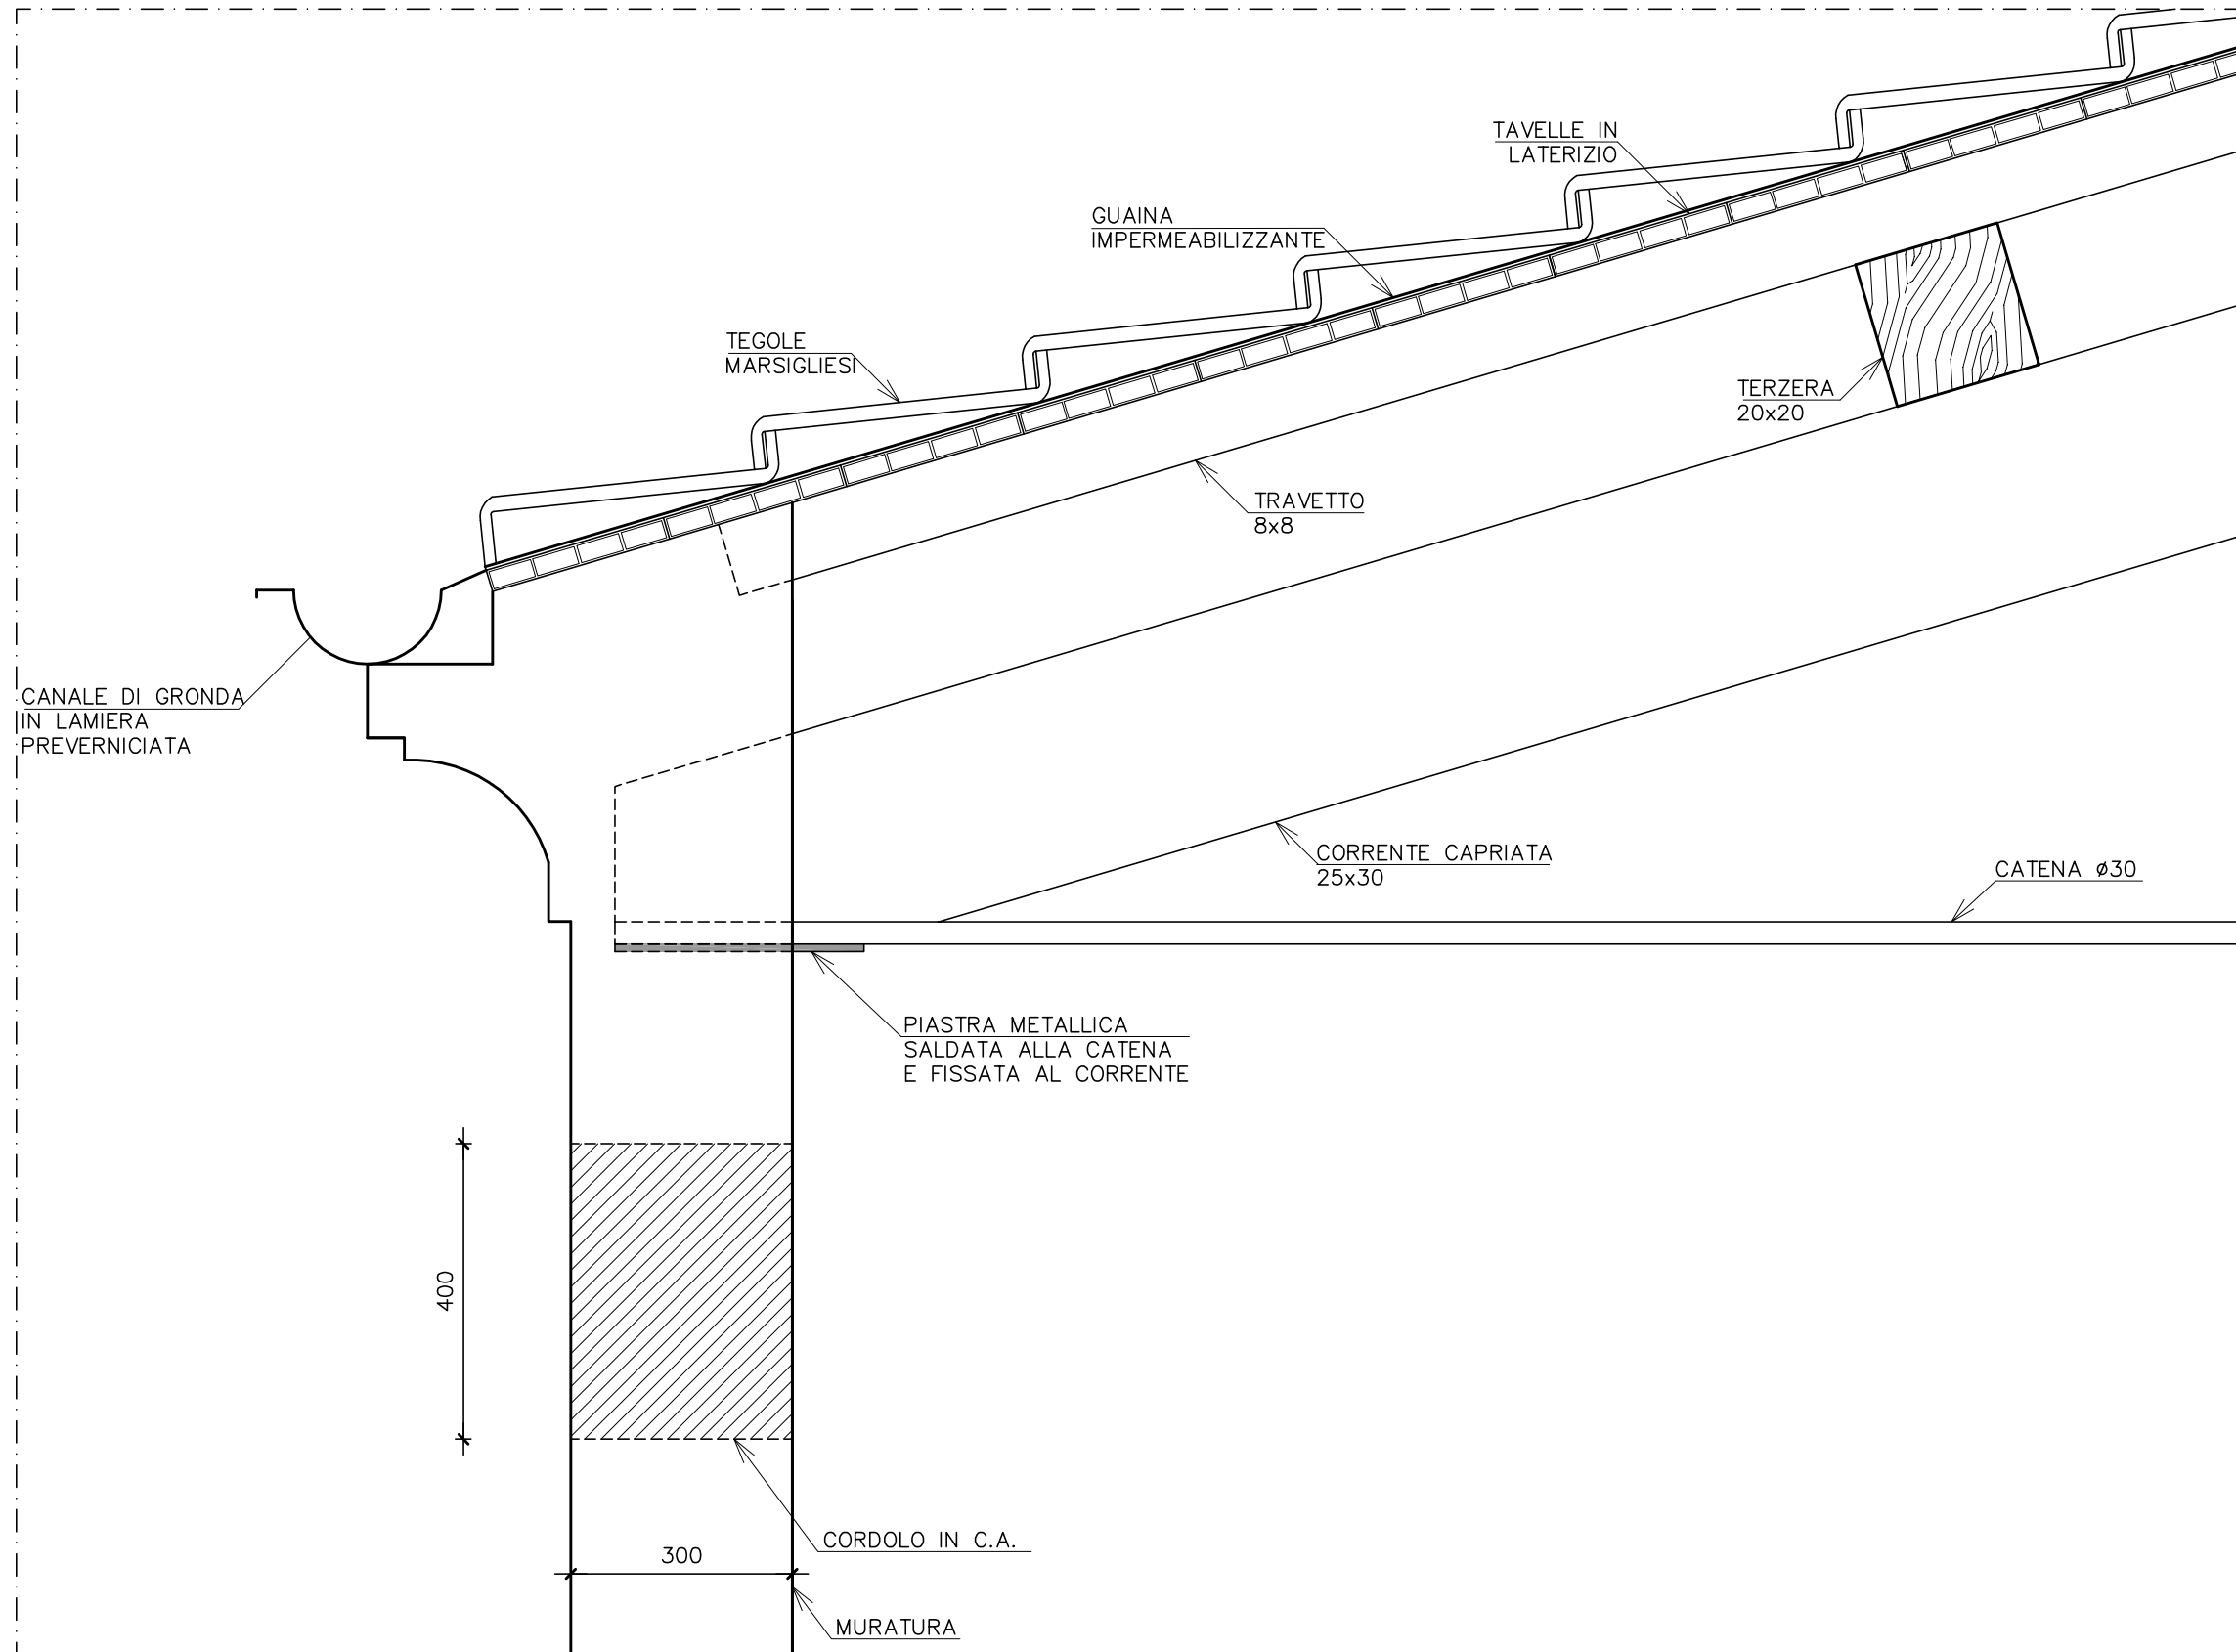 TAVELLE IN
LATERIZIO
GUAINA
IMPERMEABILIZZANTE
TEGOLE
MARSIGLIESI
TERZERA
20x20
TRAVETTO
8x8
CANALE DI GRONDA
IN LAMIERA
PREVERNICIATA
CORRENTE CAPRIATA
25x30
CATENA ø30
PIASTRA METALLICA
SALDATA ALLA CATENA
E FISSATA AL CORRENTE
400
CORDOLO IN C.A.
300
MURATURA